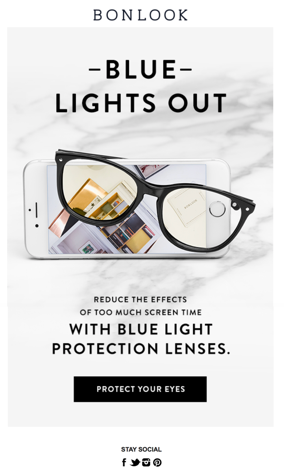 BONLOOK
–BLUE–
LIGHTS OUT
REDUCE THE EFFECTS
OF TOO MUCH SCREEN TIME
WITH BLUE LIGHT
PROTECTION LENSES.
PROTECT YOUR EYES
STAY SOCIAL